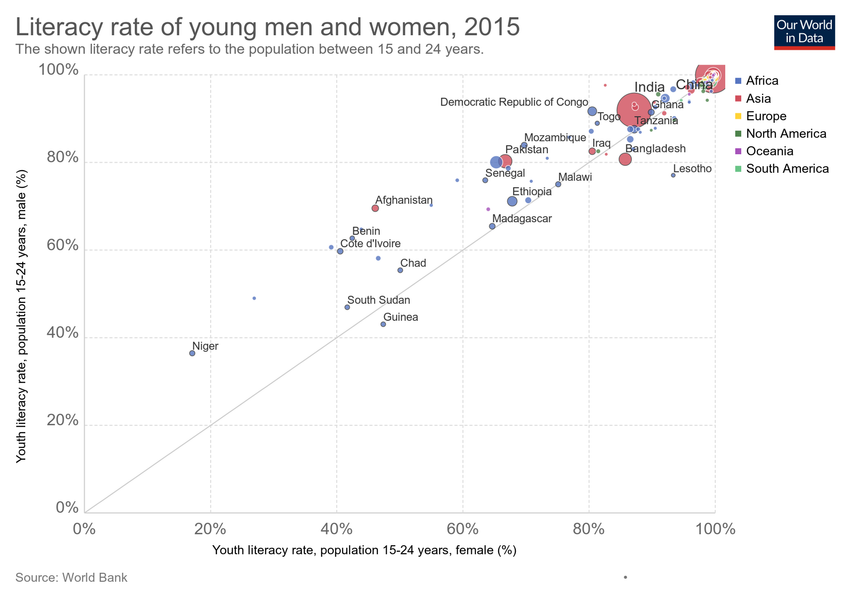 Literacy rate of young men and women, 2015
The shown literacy rate refers to the population between 15 and 24 years.
Our World
in Data
100%
80%
60%
40%
20%
0%
Youth literacy rate, population 15-24 years, male (%)
India
China
Democratic Republic of Congo
Ghana
Togo
Tanzania
Mozambique
Iraq
Pakistan
Bangladesh
Senegal
Malawi
Lesotho
Ethiopia
Afghanistan
Madagascar
Benin
Cote d'Ivoire
Chad
South Sudan
Guinea
Niger
Africa
Asia
Europe
North America
Oceania
South America
0%
20%
40%
60%
80%
100%
Youth literacy rate, population 15-24 years, female (%)
Source: World Bank